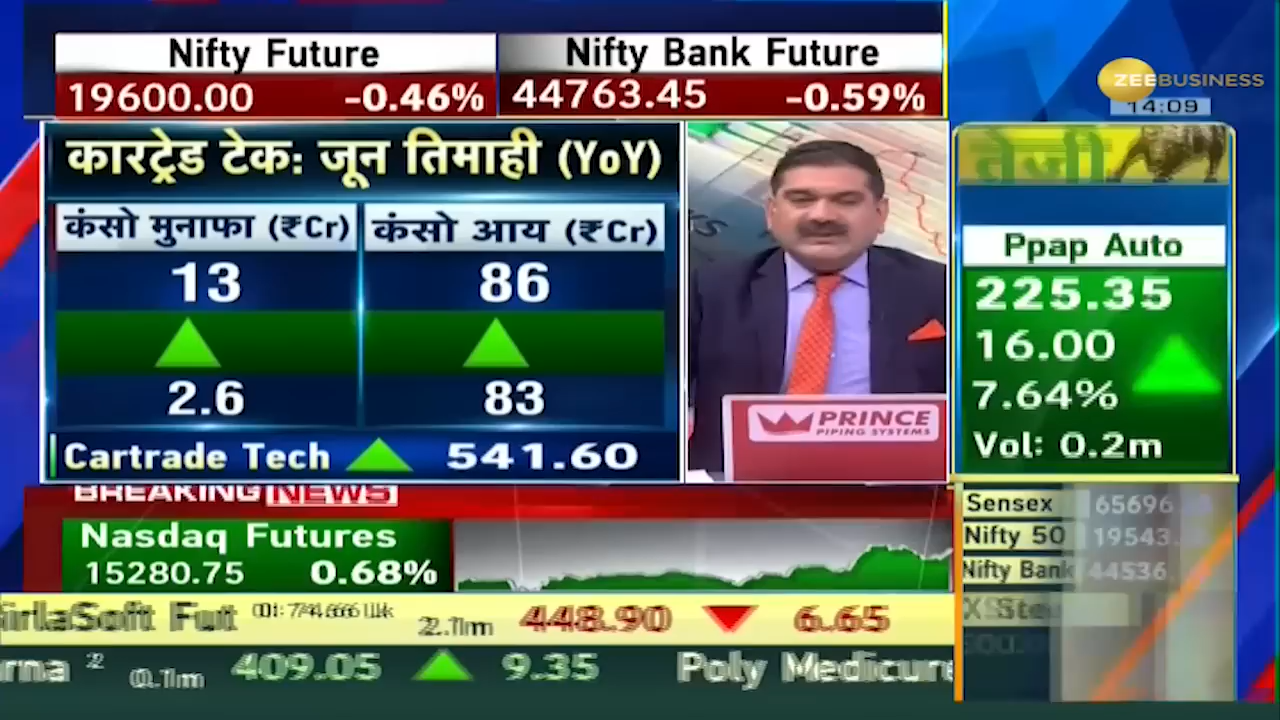 Nifty Future
19600.00 -0.46%
Nifty Bank Future
44763.45 -0.59%
ZEEBUSINESS
14:09
कारट्रेड टेक: जून तिमाही (YoY)
कंसो मुनाफा (₹Cr) कंसो आय (₹Cr)
13 86
2.6 83
Cartrade Tech 541.60
तेजी
Ppap Auto
225.35
16.00
7.64%
Vol: 0.2m
PRINCE
PIPING SYSTEMS
BREAKING NEWS
Nasdaq Futures
15280.75 0.68%
Sensex 65696
Nifty 50 19543
Nifty Bank 44536
Fut 2.1m 448.90 6.65
0.1m 409.05 9.35 Poly Medicure